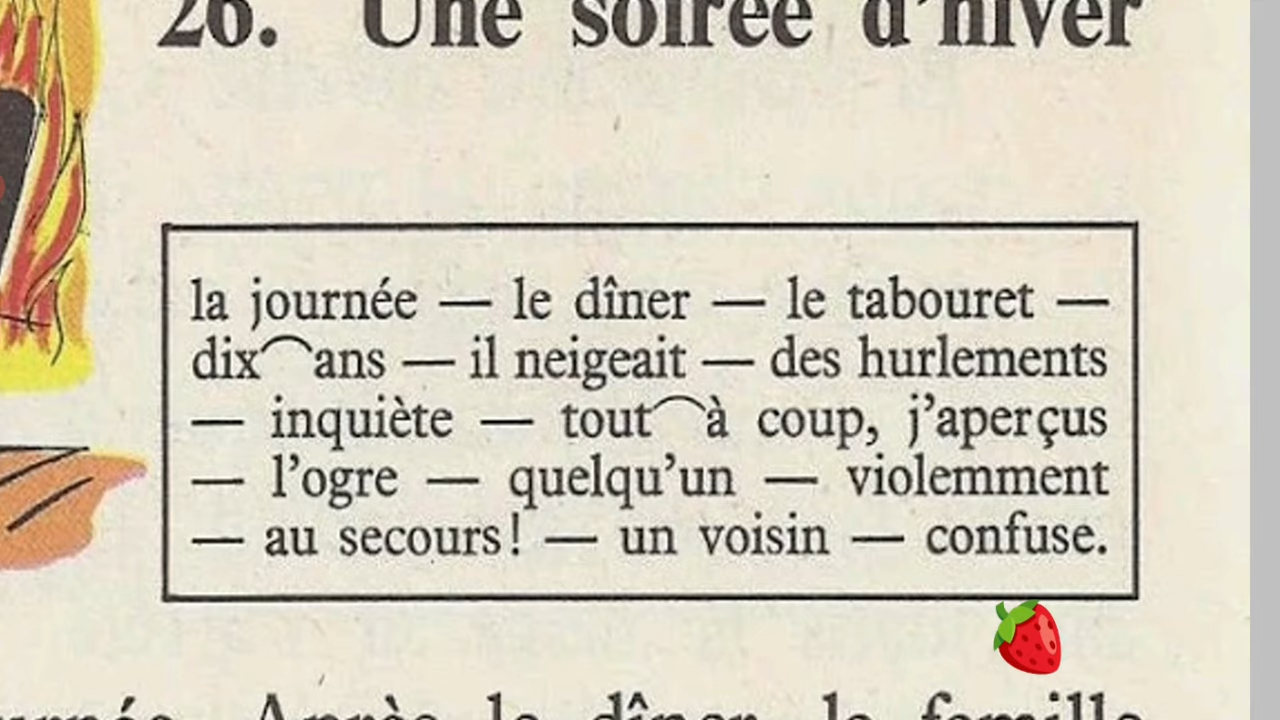 26. Une soirée d'hiver
la journée — le dîner — le tabouret —
dix‿ans — il neigeait — des hurlements
— inquiète — tout‿à coup, j'aperçus
— l'ogre — quelqu'un — violemment
— au secours! — un voisin — confuse.
Après le dîner, la famille